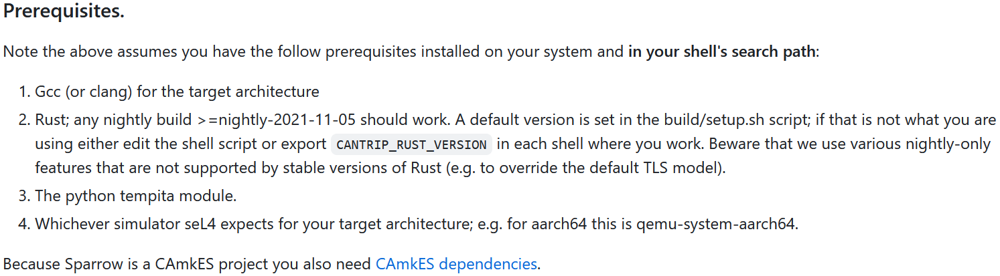 Prerequisites.
Note the above assumes you have the follow prerequisites installed on your system and in your shell's search path:
1. Gcc (or clang) for the target architecture
2. Rust; any nightly build >=nightly-2021-11-05 should work. A default version is set in the build/setup.sh script; if that is not what you are
using either edit the shell script or export CANTRIP_RUST_VERSION in each shell where you work. Beware that we use various nightly-only
features that are not supported by stable versions of Rust (e.g. to override the default TLS model).
3. The python tempita module.
4. Whichever simulator seL4 expects for your target architecture; e.g. for aarch64 this is qemu-system-aarch64.
Because Sparrow is a CAmkES project you also need CAmkES dependencies.